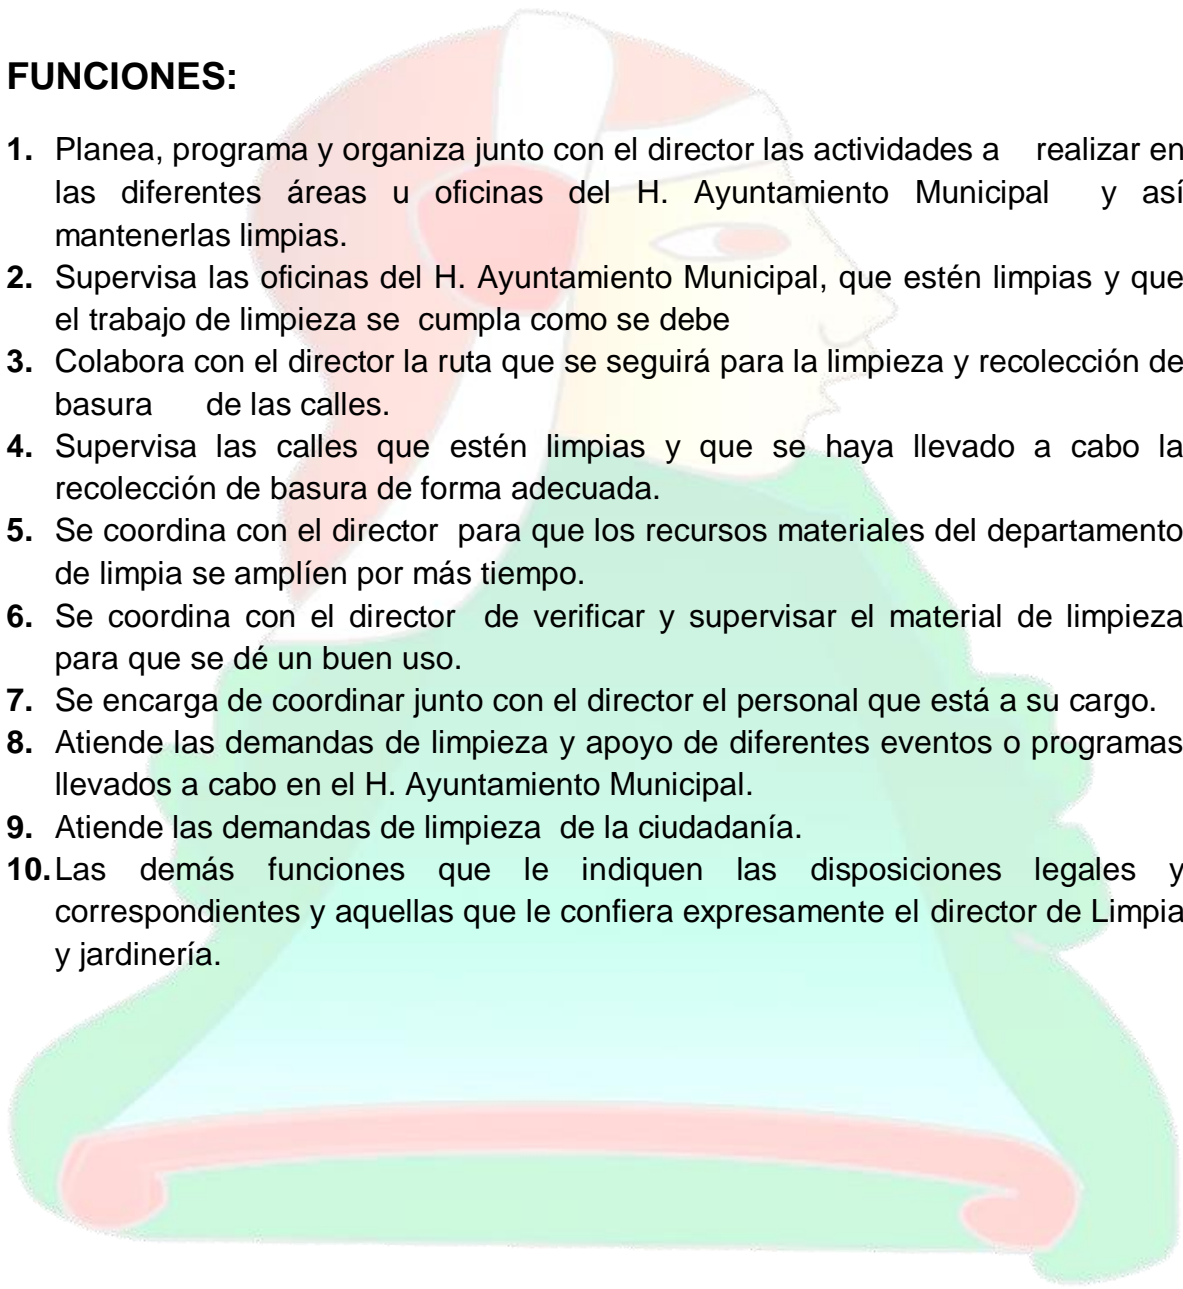 FUNCIONES:
1. Planea, programa y organiza junto con el director las actividades a realizar en
las diferentes áreas u oficinas del H. Ayuntamiento Municipal y así
mantenerlas limpias.
2. Supervisa las oficinas del H. Ayuntamiento Municipal, que estén limpias y que
el trabajo de limpieza se cumpla como se debe
3. Colabora con el director la ruta que se seguirá para la limpieza y recolección de
basura de las calles.
4. Supervisa las calles que estén limpias y que se haya llevado a cabo la
recolección de basura de forma adecuada.
5. Se coordina con el director para que los recursos materiales del departamento
de limpia se amplíen por más tiempo.
6. Se coordina con el director de verificar y supervisar el material de limpieza
para que se dé un buen uso.
7. Se encarga de coordinar junto con el director el personal que está a su cargo.
8. Atiende las demandas de limpieza y apoyo de diferentes eventos o programas
llevados a cabo en el H. Ayuntamiento Municipal.
9. Atiende las demandas de limpieza de la ciudadanía.
10. Las demás funciones que le indiquen las disposiciones legales y
correspondientes y aquellas que le confiera expresamente el director de Limpia
y jardinería.